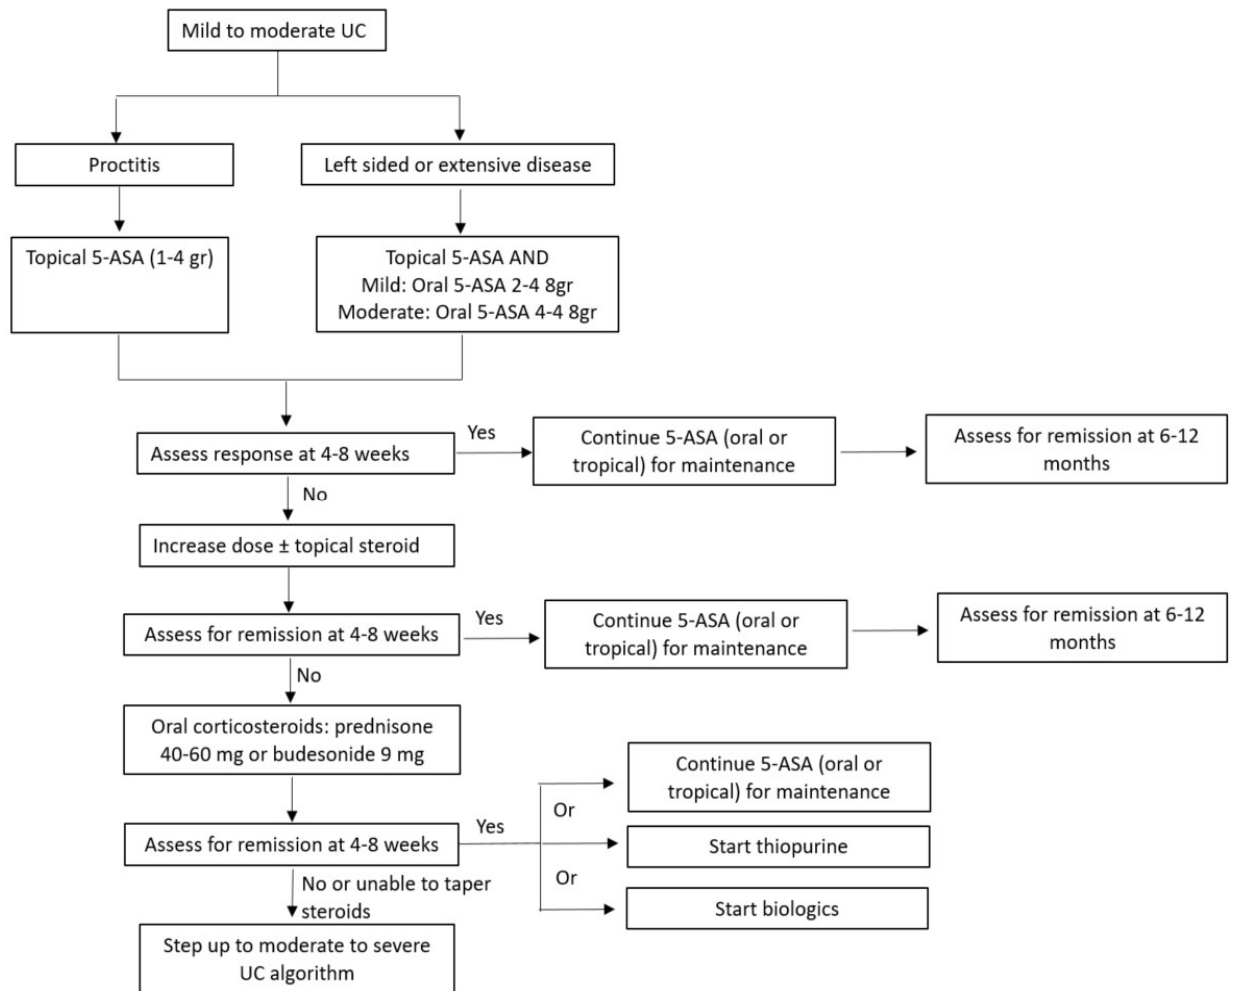 Mild to moderate UC
Proctitis
Left sided or extensive disease
Topical 5-ASA (1-4 gr)
Topical 5-ASA AND
Mild: Oral 5-ASA 2-4 8gr
Moderate: Oral 5-ASA 4-4 8gr
Assess response at 4-8 weeks
Yes
Continue 5-ASA (oral or
tropical) for maintenance
Assess for remission at 6-12
months
No
Increase dose ± topical steroid
Assess for remission at 4-8 weeks
Yes
Continue 5-ASA (oral or
tropical) for maintenance
Assess for remission at 6-12
months
No
Oral corticosteroids: prednisone
40-60 mg or budesonide 9 mg
Assess for remission at 4-8 weeks
Yes
Continue 5-ASA (oral or
tropical) for maintenance
Or
Start thiopurine
Or
Start biologics
No or unable to taper
steroids
Step up to moderate to severe
UC algorithm